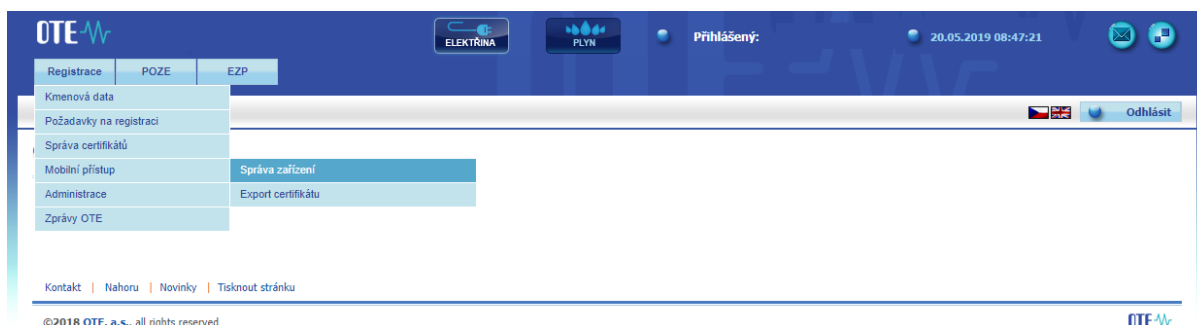 OTE
ELEKTŘINA
PLYN
Přihlášený:
20.05.2019 08:47:21
Registrace POZE EZP
Kmenová data
Požadavky na registraci
Odhlásit
Správa certifikátů
Mobilní přístup Správa zařízení
Administrace Export certifikátu
Zprávy OTE
Kontakt | Nahoru | Novinky | Tisknout stránku
©2018 OTE, a.s., all rights reserved
OTE